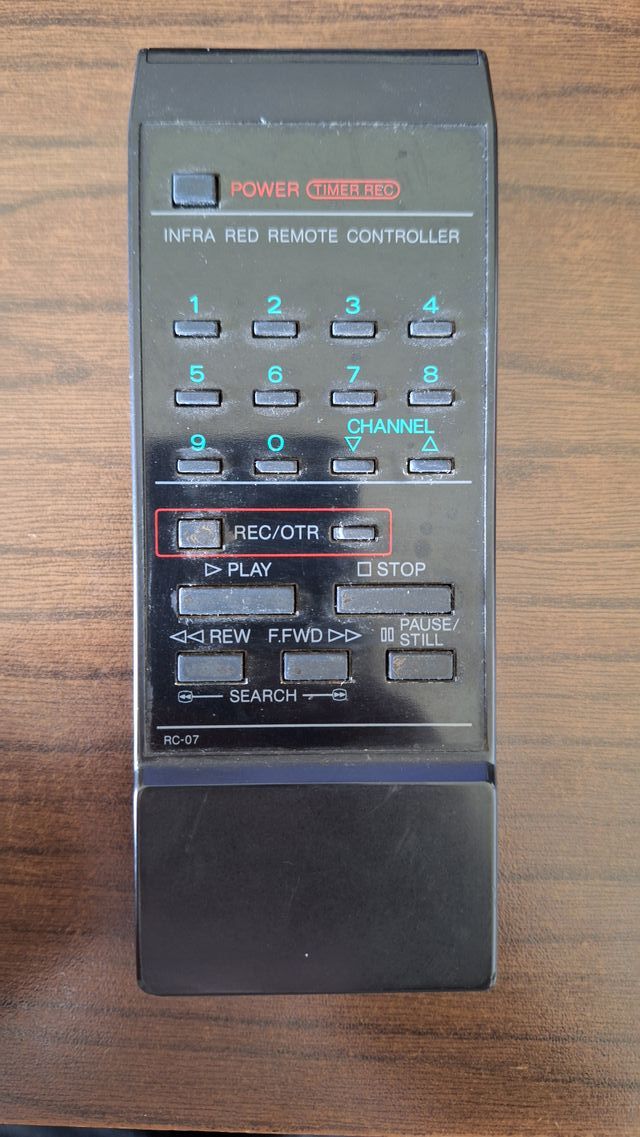 POWER TIMER REC
INFRA RED REMOTE CONTROLLER
1 2 3 4
5 6 7 8
CHANNEL
9 0
REC/OTR
PLAY STOP
REW F.FWD PAUSE/
STILL
SEARCH
RC-07